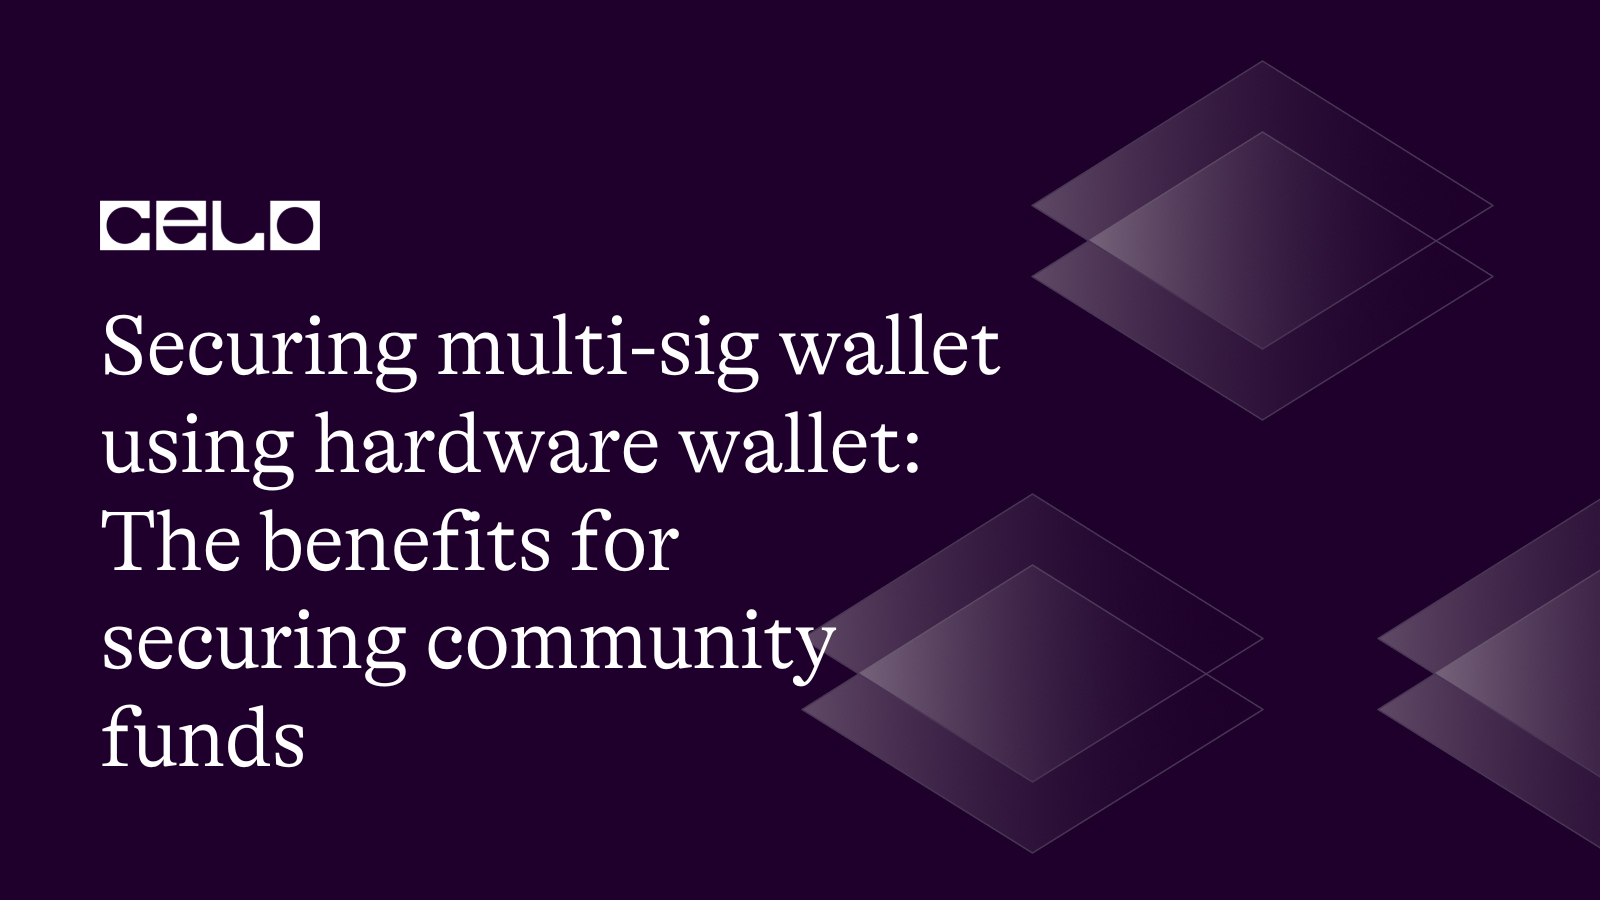 CELO
Securing multi-sig wallet
using hardware wallet:
The benefits for
securing community
funds